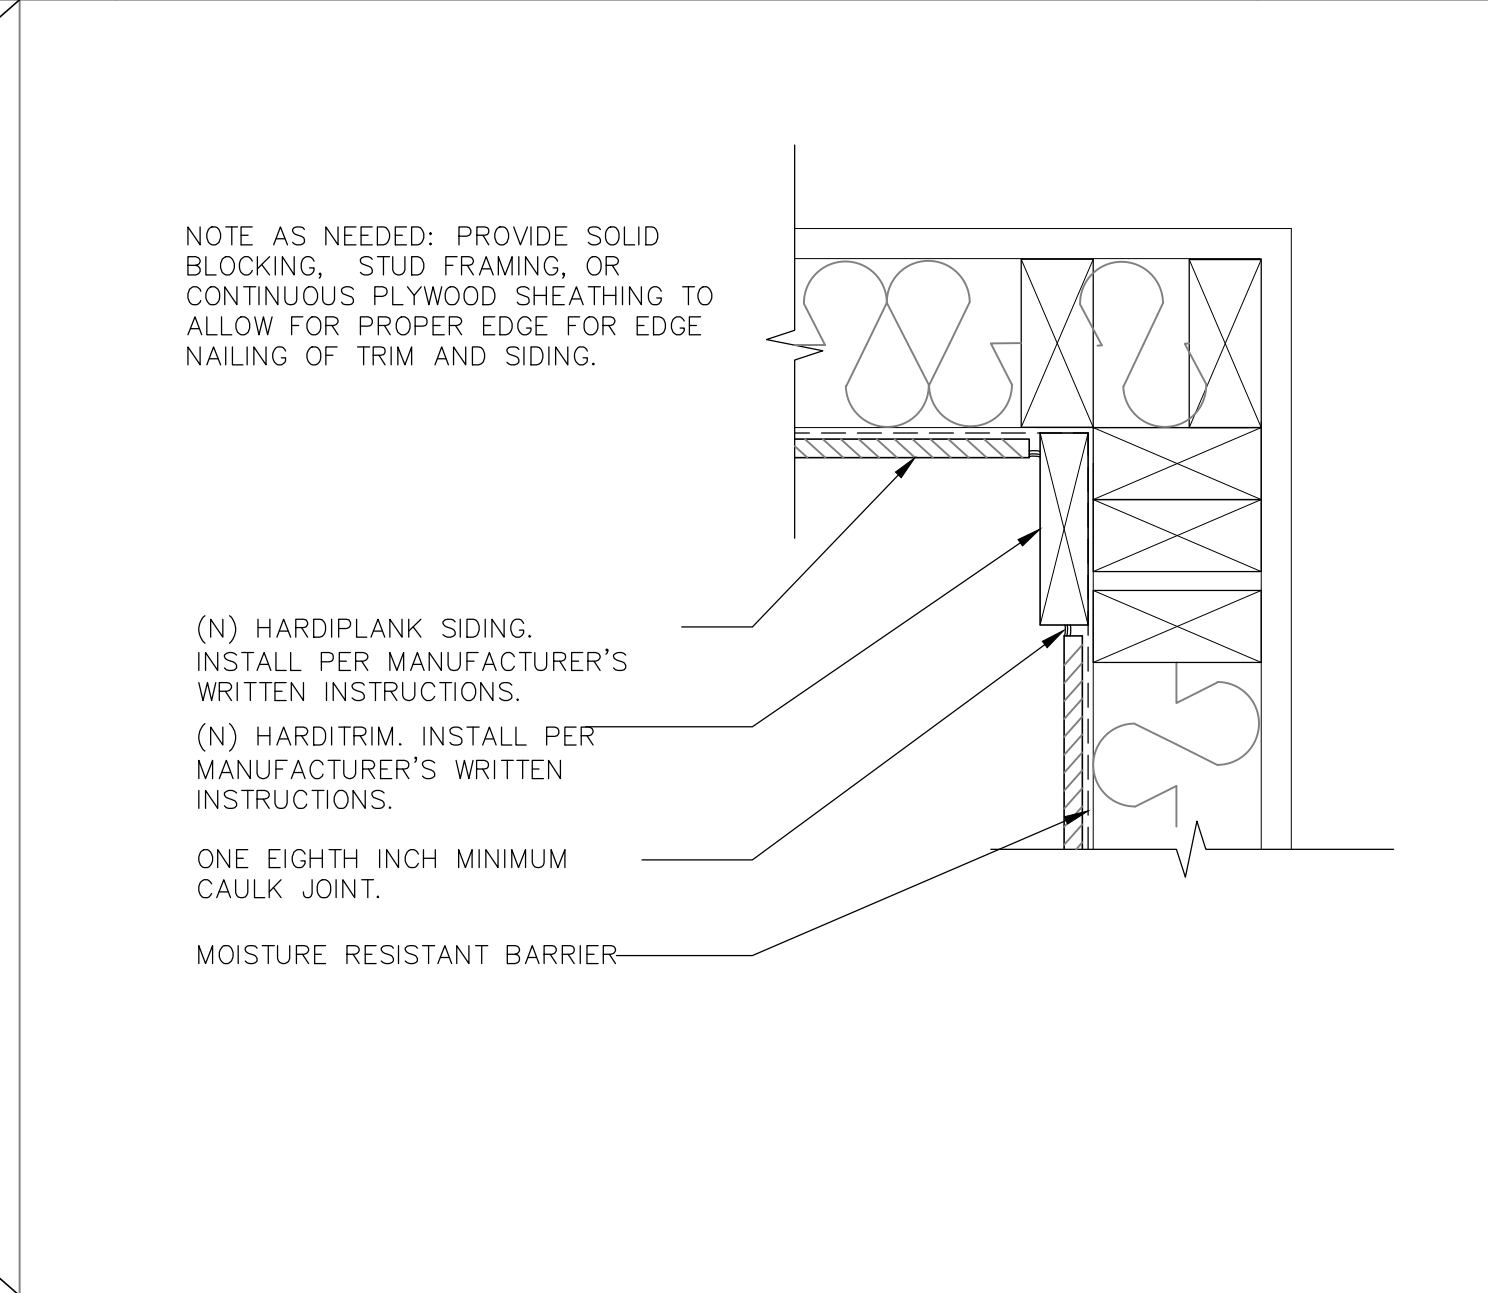 NOTE AS NEEDED: PROVIDE SOLID
BLOCKING, STUD FRAMING, OR
CONTINUOUS PLYWOOD SHEATHING TO
ALLOW FOR PROPER EDGE FOR EDGE
NAILING OF TRIM AND SIDING.
(N) HARDIPLANK SIDING.
INSTALL PER MANUFACTURER'S
WRITTEN INSTRUCTIONS.
(N) HARDITRIM. INSTALL PER
MANUFACTURER'S WRITTEN
INSTRUCTIONS.
ONE EIGHTH INCH MINIMUM
CAULK JOINT.
MOISTURE RESISTANT BARRIER